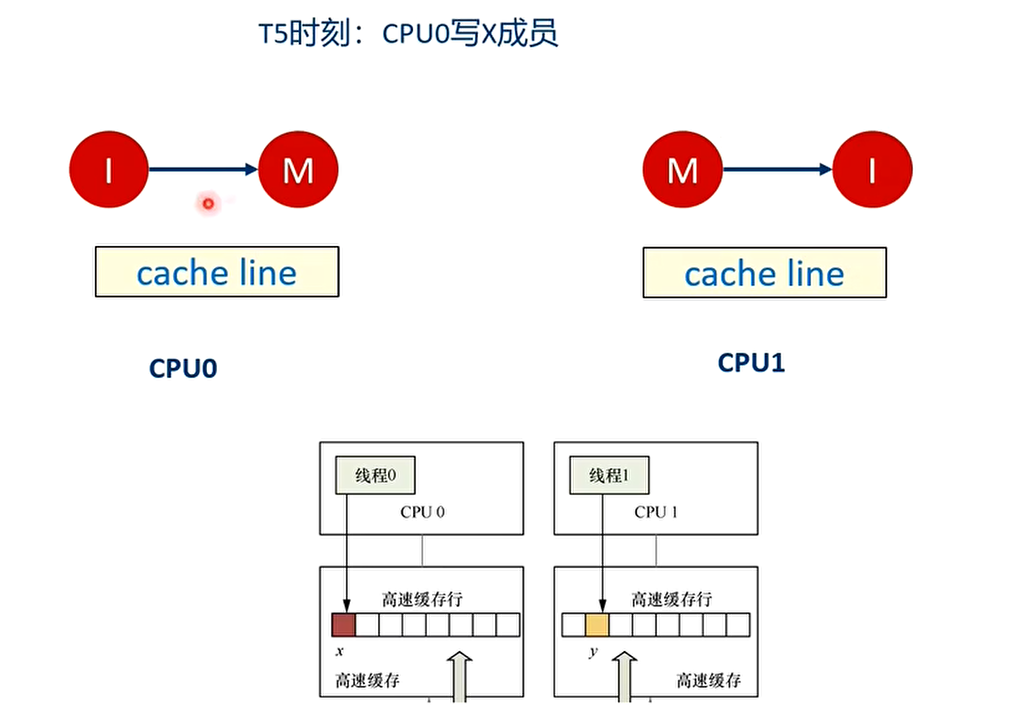 T5时刻：CPU0写X成员
I
M
M
I
cache line
cache line
CPU0
CPU1
线程0
线程1
CPU 0
CPU 1
高速缓存行
高速缓存行
x
y
高速缓存
高速缓存